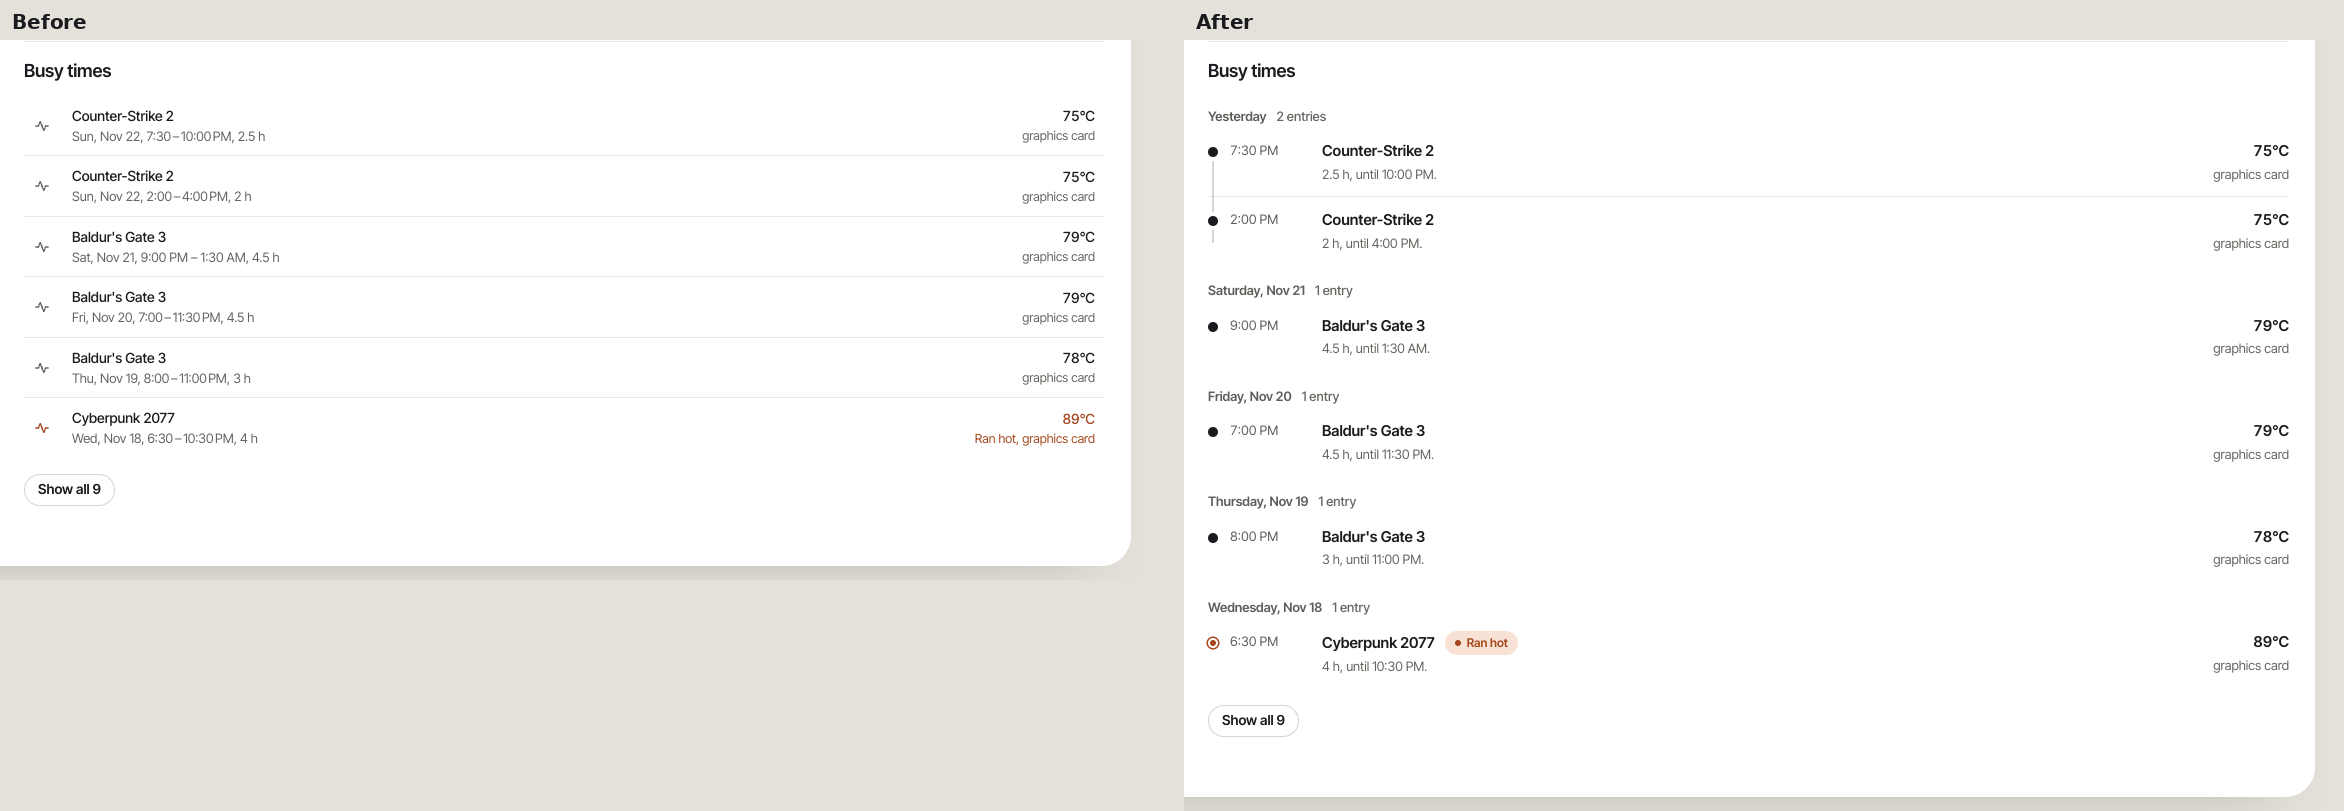 Before
Busy times
Counter-Strike 2
75°C
Sun, Nov 22, 7:30–10:00 PM, 2.5 h
graphics card
Counter-Strike 2
75°C
Sun, Nov 22, 2:00–4:00 PM, 2 h
graphics card
Baldur's Gate 3
79°C
Sat, Nov 21, 9:00 PM – 1:30 AM, 4.5 h
graphics card
Baldur's Gate 3
79°C
Fri, Nov 20, 7:00–11:30 PM, 4.5 h
graphics card
Baldur's Gate 3
78°C
Thu, Nov 19, 8:00–11:00 PM, 3 h
graphics card
Cyberpunk 2077
89°C
Wed, Nov 18, 6:30–10:30 PM, 4 h
Ran hot, graphics card
Show all 9
After
Busy times
Yesterday 2 entries
7:30 PM Counter-Strike 2 75°C
2.5 h, until 10:00 PM. graphics card
2:00 PM Counter-Strike 2 75°C
2 h, until 4:00 PM. graphics card
Saturday, Nov 21 1 entry
9:00 PM Baldur's Gate 3 79°C
4.5 h, until 1:30 AM. graphics card
Friday, Nov 20 1 entry
7:00 PM Baldur's Gate 3 79°C
4.5 h, until 11:30 PM. graphics card
Thursday, Nov 19 1 entry
8:00 PM Baldur's Gate 3 78°C
3 h, until 11:00 PM. graphics card
Wednesday, Nov 18 1 entry
6:30 PM Cyberpunk 2077 Ran hot 89°C
4 h, until 10:30 PM. graphics card
Show all 9